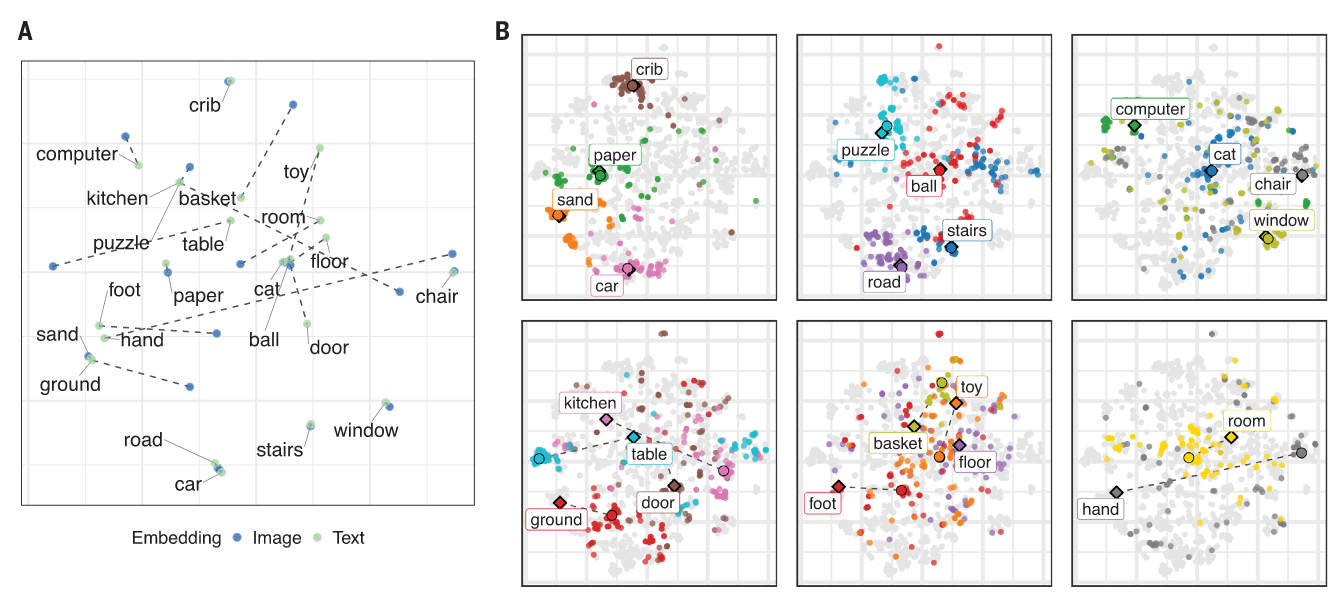 A
crib
computer
toy
kitchen
basket
room
puzzle
table
floor
foot
paper
cat
chair
sand
hand
ball
door
ground
road
stairs
window
car
Embedding Image Text
B
crib
paper
sand
car
puzzle
ball
stairs
road
computer
cat
chair
window
kitchen
table
door
ground
toy
basket
floor
foot
room
hand